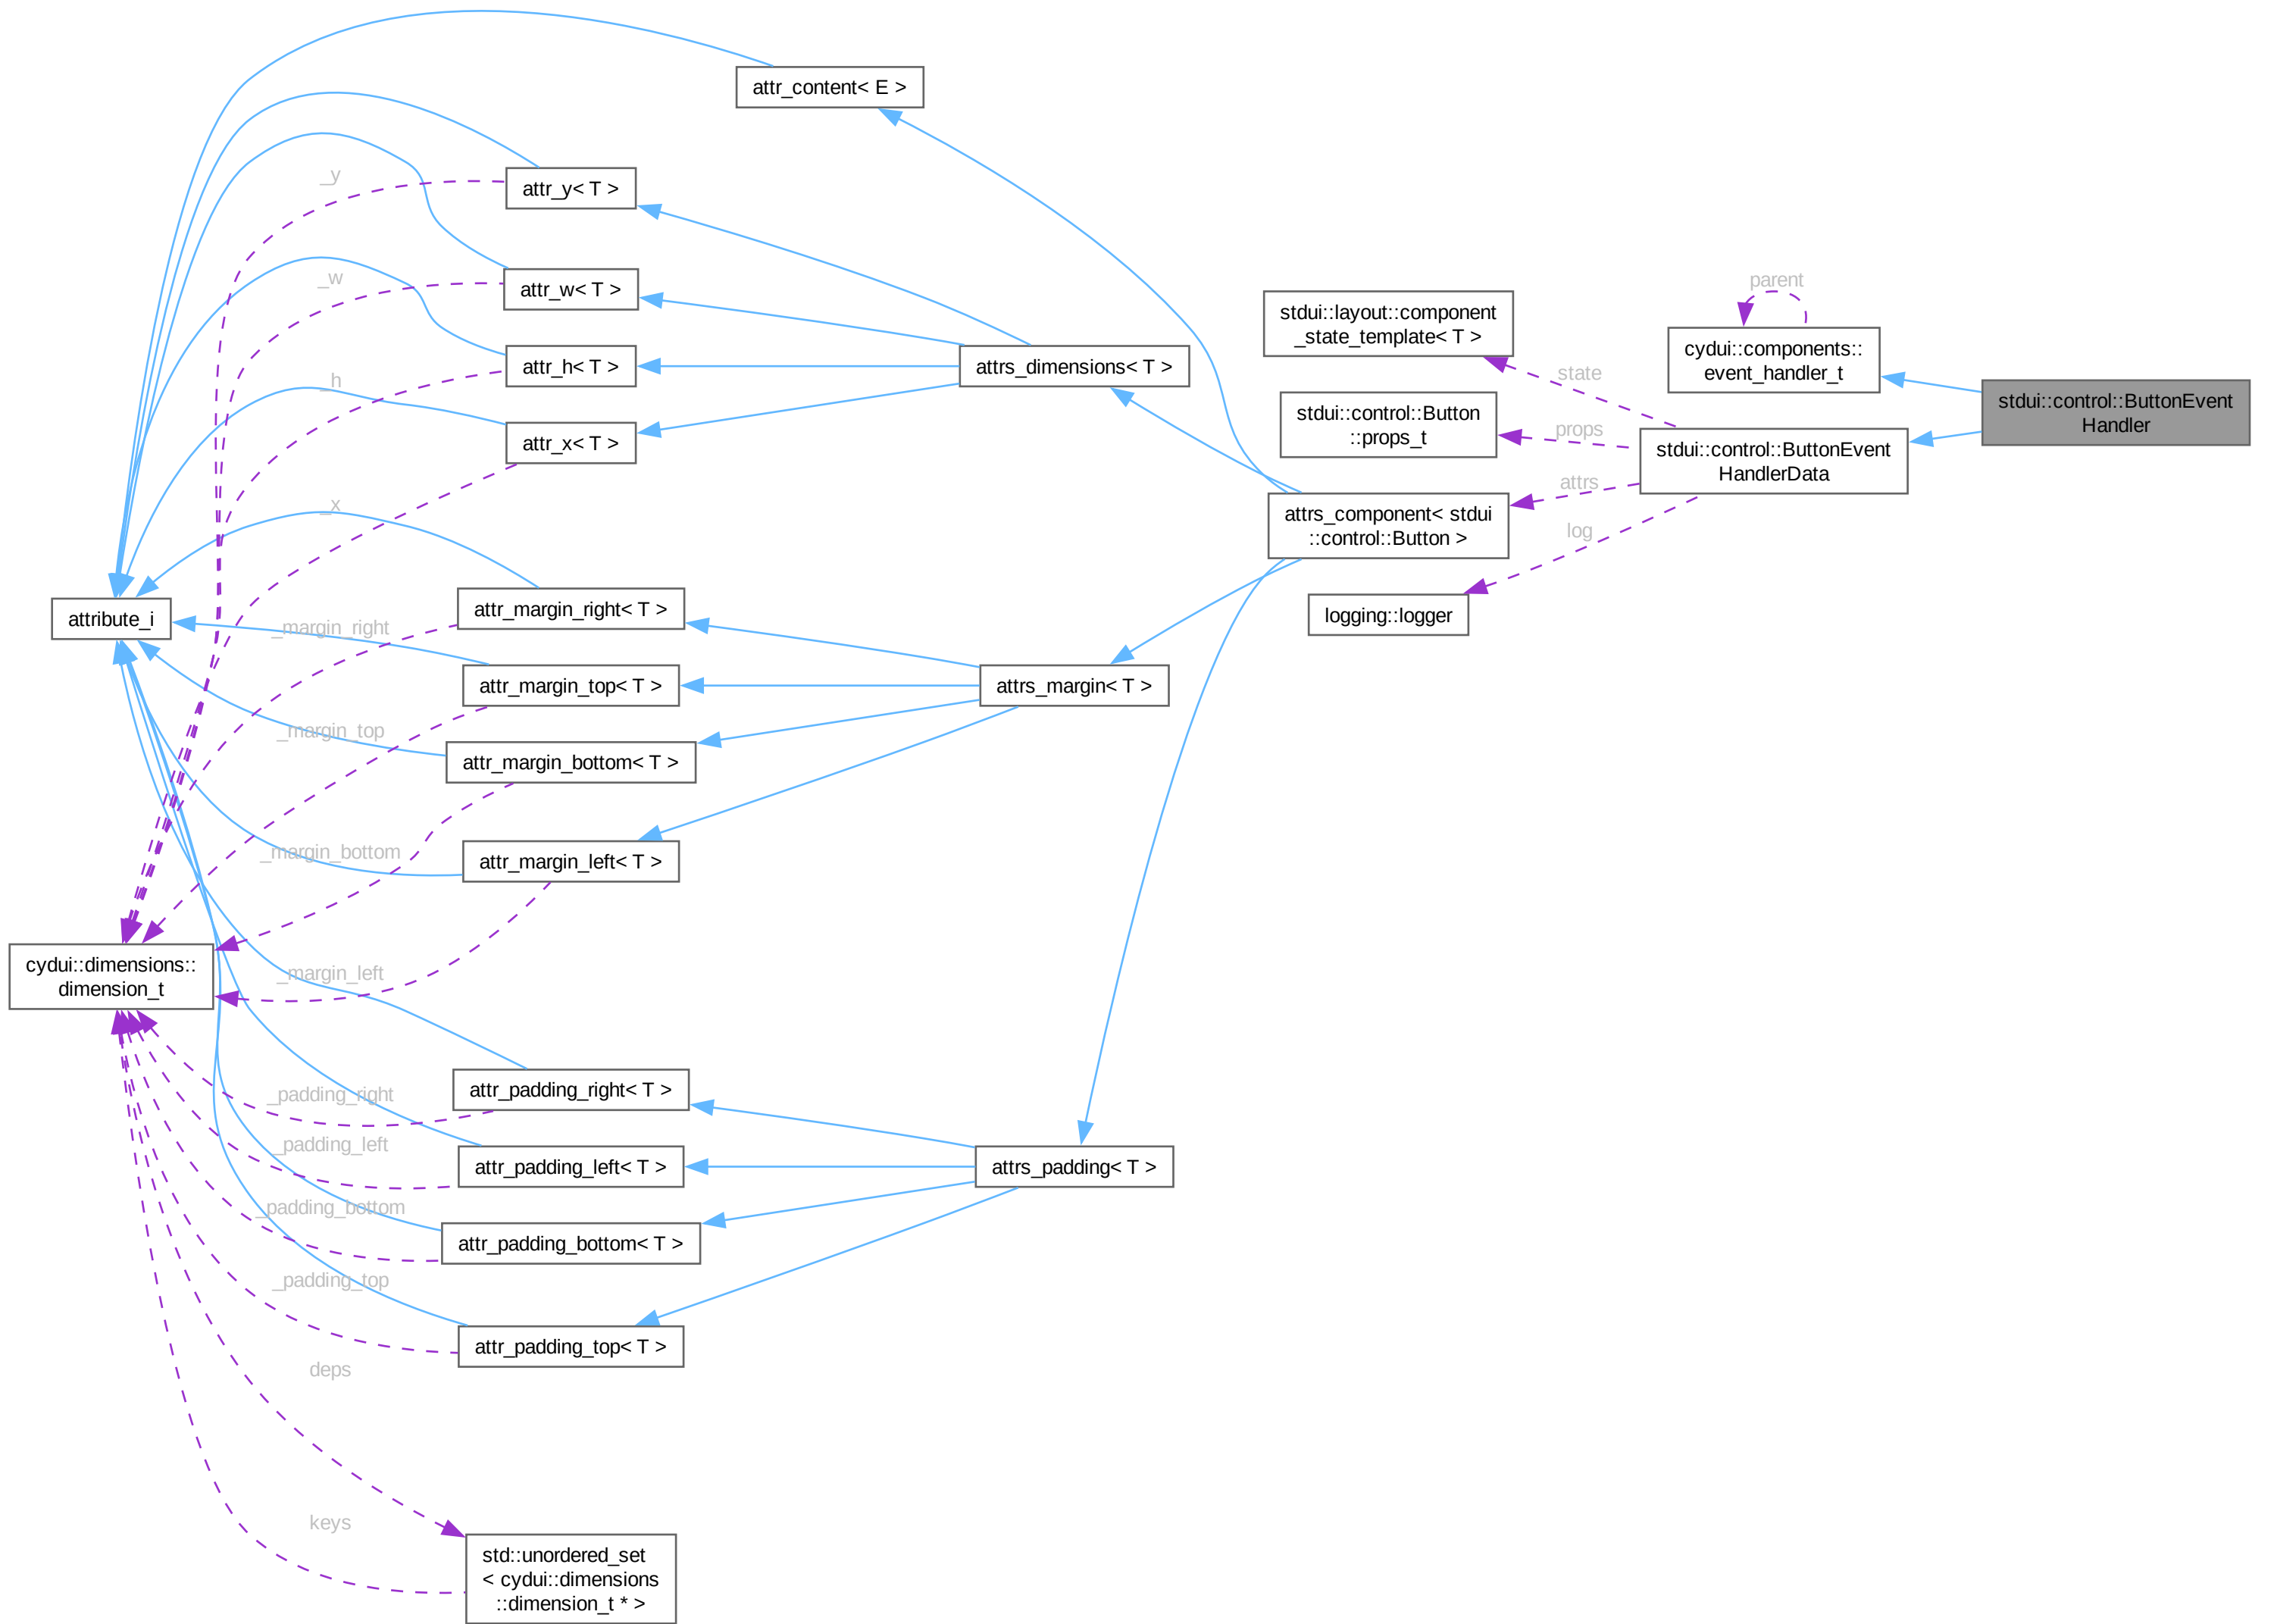 attr_content< E >
_y
attr_y< T >
_w
attr_w< T >
parent
stdui::layout::component
_state_template< T >
cydui::components::
event_handler_t
_h
attr_h< T >
attrs_dimensions< T >
state
stdui::control::ButtonEvent
Handler
stdui::control::Button
::props_t
props
attr_x< T >
stdui::control::ButtonEvent
HandlerData
attrs
_x
attrs_component< stdui
::control::Button >
log
attribute_i
attr_margin_right< T >
logging::logger
_margin_right
attr_margin_top< T >
attrs_margin< T >
_margin_top
attr_margin_bottom< T >
_margin_bottom
attr_margin_left< T >
cydui::dimensions::
dimension_t
_margin_left
_padding_right
attr_padding_right< T >
_padding_left
attr_padding_left< T >
attrs_padding< T >
_padding_bottom
attr_padding_bottom< T >
_padding_top
attr_padding_top< T >
deps
keys
std::unordered_set
< cydui::dimensions
::dimension_t * >